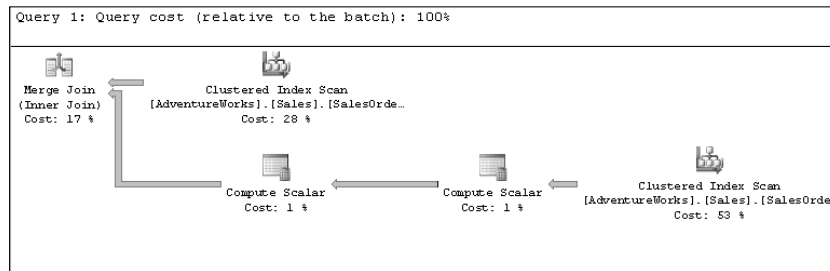 Query 1: Query cost (relative to the batch): 100%
Merge Join
(Inner Join)
Cost: 17 %
Clustered Index Scan
[AdventureWorks].[Sales].[SalesOrde…
Cost: 28 %
Compute Scalar
Cost: 1 %
Compute Scalar
Cost: 1 %
Clustered Index Scan
[AdventureWorks].[Sales].[SalesOrde
Cost: 53 %